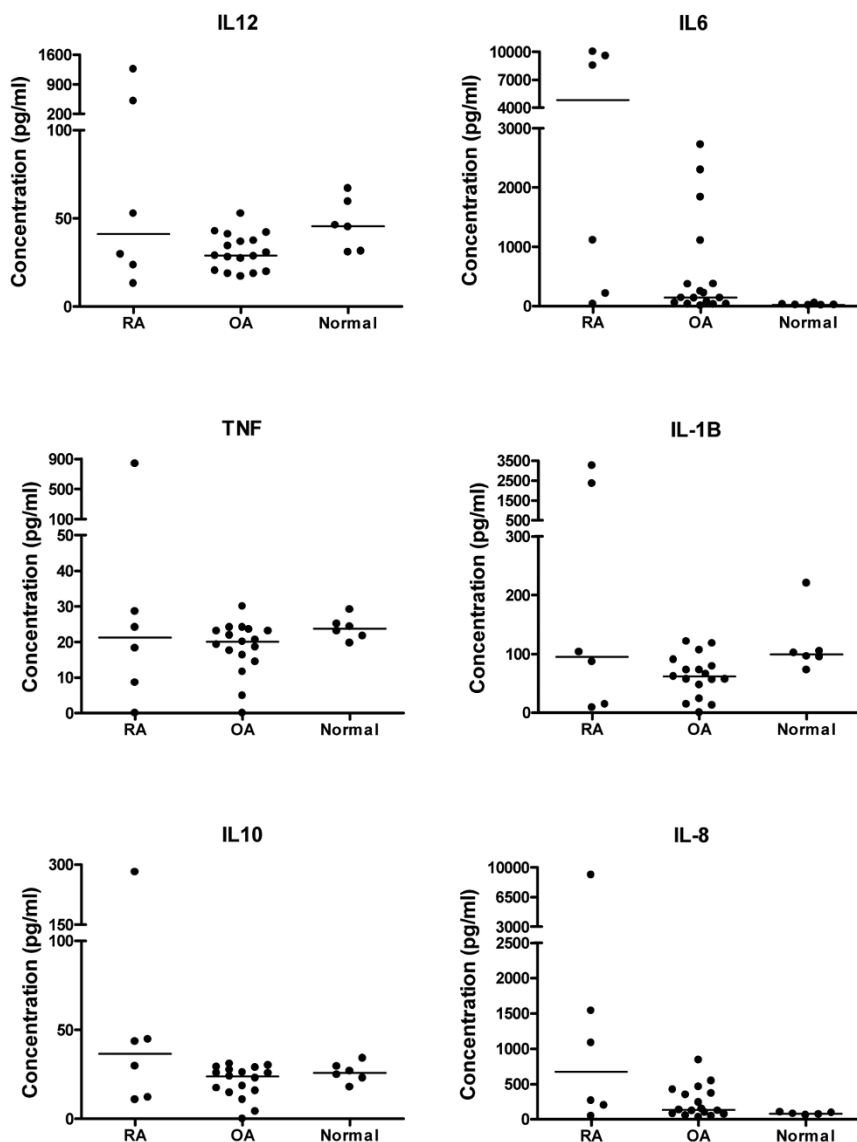 IL12
Concentration (pg/ml)
1600
900
200
100
50
0
RA OA Normal
IL6
Concentration (pg/ml)
10000
7000
4000
3000
2000
1000
0
RA OA Normal
TNF
Concentration (pg/ml)
900
500
100
50
40
30
20
10
0
RA OA Normal
IL-1B
Concentration (pg/ml)
3500
2500
1500
500
300
200
100
0
RA OA Normal
IL10
Concentration (pg/ml)
300
150
100
50
0
RA OA Normal
IL-8
Concentration (pg/ml)
10000
6500
3000
2500
2000
1500
1000
500
0
RA OA Normal